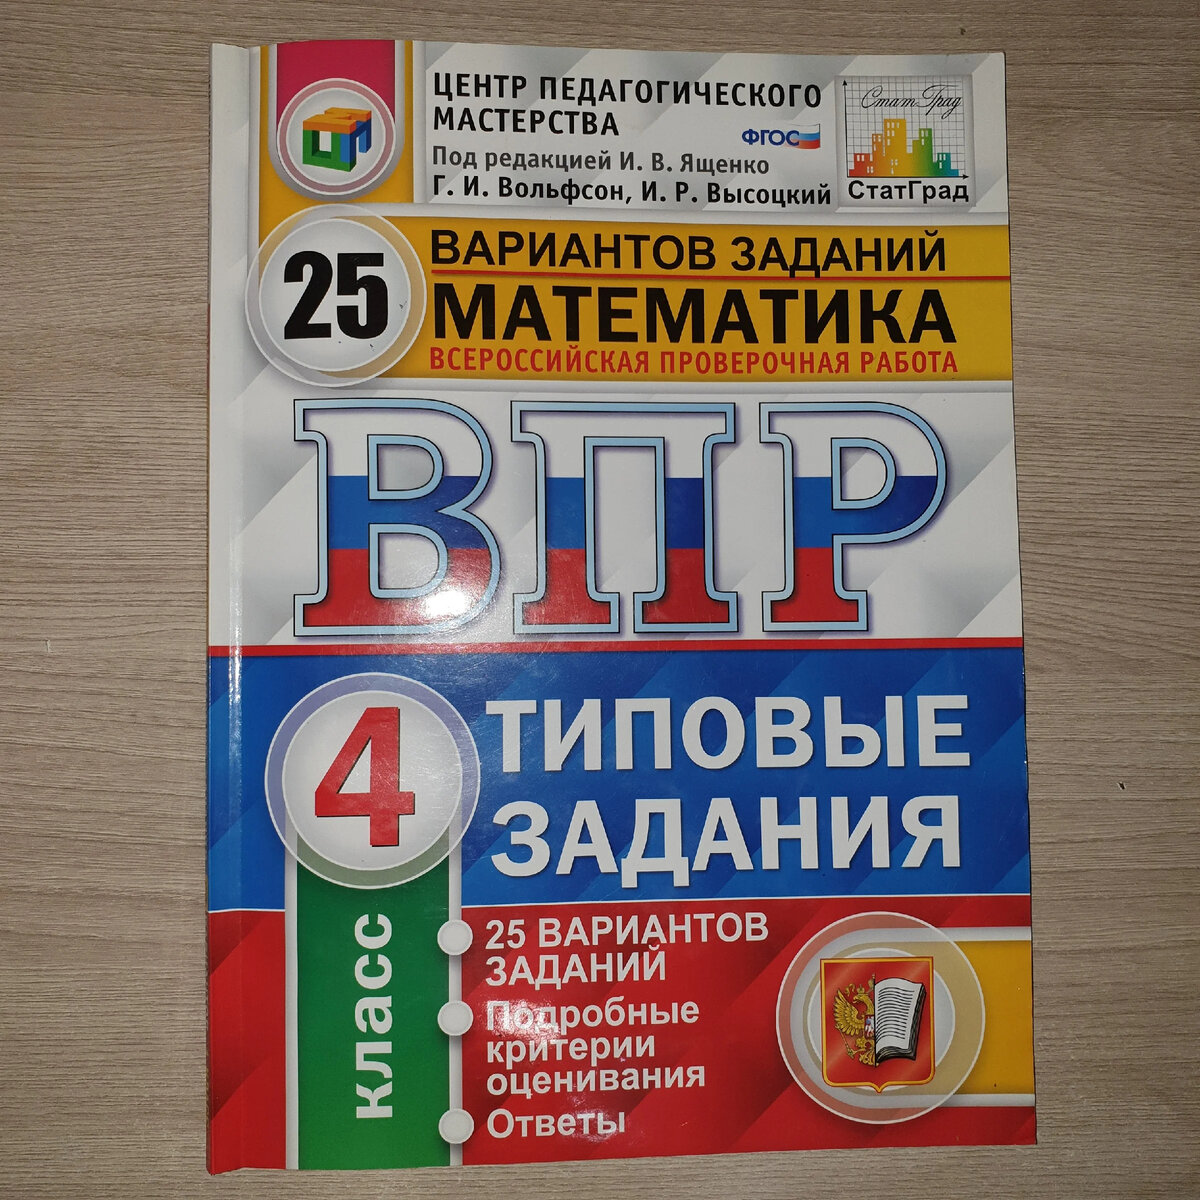 ЦЕНТР ПЕДАГОГИЧЕСКОГО
МАСТЕРСТВА
ФГОС
Под редакцией И. В. Ященко
Г. И. Вольфсон, И. Р. Высоцкий
СтатГрад
СтатГрад
25
ВАРИАНТОВ ЗАДАНИЙ
МАТЕМАТИКА
ВСЕРОССИЙСКАЯ ПРОВЕРОЧНАЯ РАБОТА
ВПР
4
класс
ТИПОВЫЕ
ЗАДАНИЯ
25 ВАРИАНТОВ
ЗАДАНИЙ
Подробные
критерии
оценивания
Ответы